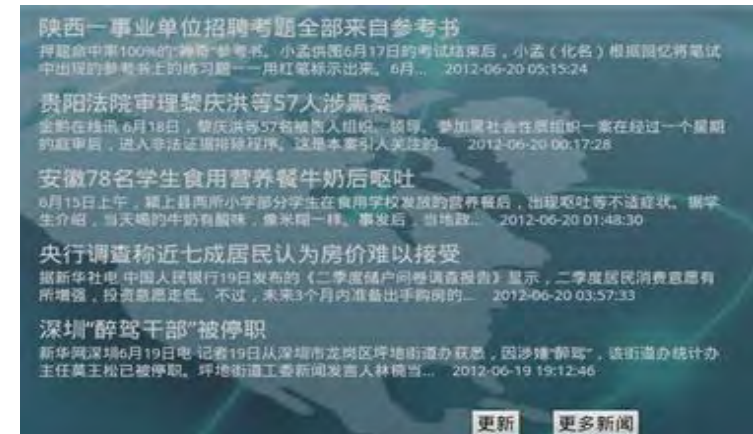 陕西一事业单位招聘考题全部来自参考书
押题命中率100%的"神奇"参考书。小孟供图6月17日的考试结束后，小孟（化名）根据回忆将笔试
中出现的参考书上的练习题一一用红笔标示出来。6月... 2012-06-20 05:15:24
贵阳法院审理黎庆洪等57人涉黑案
金黔在线讯 6月18日，黎庆洪等57名被告人组织、领导、参加黑社会性质组织一案在经过一个星期
的庭审后，进入非法证据排除程序。这是本案引人关注的... 2012-06-20 00:17:28
安徽78名学生食用营养餐牛奶后呕吐
6月15日上午，颍上县两所小学部分学生在食用学校发放的营养餐后，出现呕吐等不适症状。据学
生介绍，当天喝的牛奶有酸味，像米糊一样。事发后，当地政... 2012-06-20 01:48:30
央行调查称近七成居民认为房价难以接受
据新华社电 中国人民银行19日发布的《二季度储户问卷调查报告》显示，二季度居民消费意愿有
所增强，投资意愿走低。不过，未来3个月内准备出手购房的... 2012-06-20 03:57:33
深圳"醉驾干部"被停职
新华网深圳6月19日电 记者19日从深圳市龙岗区坪地街道办获悉，因涉嫌"醉驾"，该街道办统计办
主任莫王松已被停职。坪地街道工委新闻发言人林楠当... 2012-06-19 19:12:46
更新 更多新闻